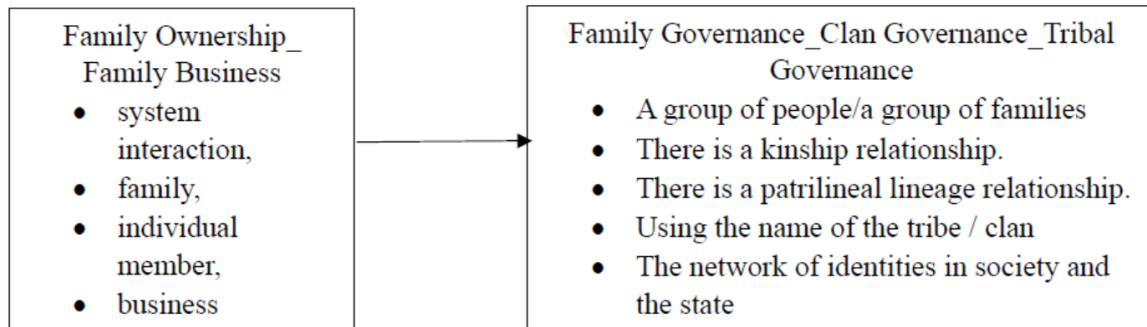 Family Ownership_
Family Business
● system
interaction,
● family,
● individual
member,
● business
Family Governance_Clan Governance_Tribal
Governance
● A group of people/a group of families
● There is a kinship relationship.
● There is a patrilineal lineage relationship.
● Using the name of the tribe / clan
● The network of identities in society and
the state